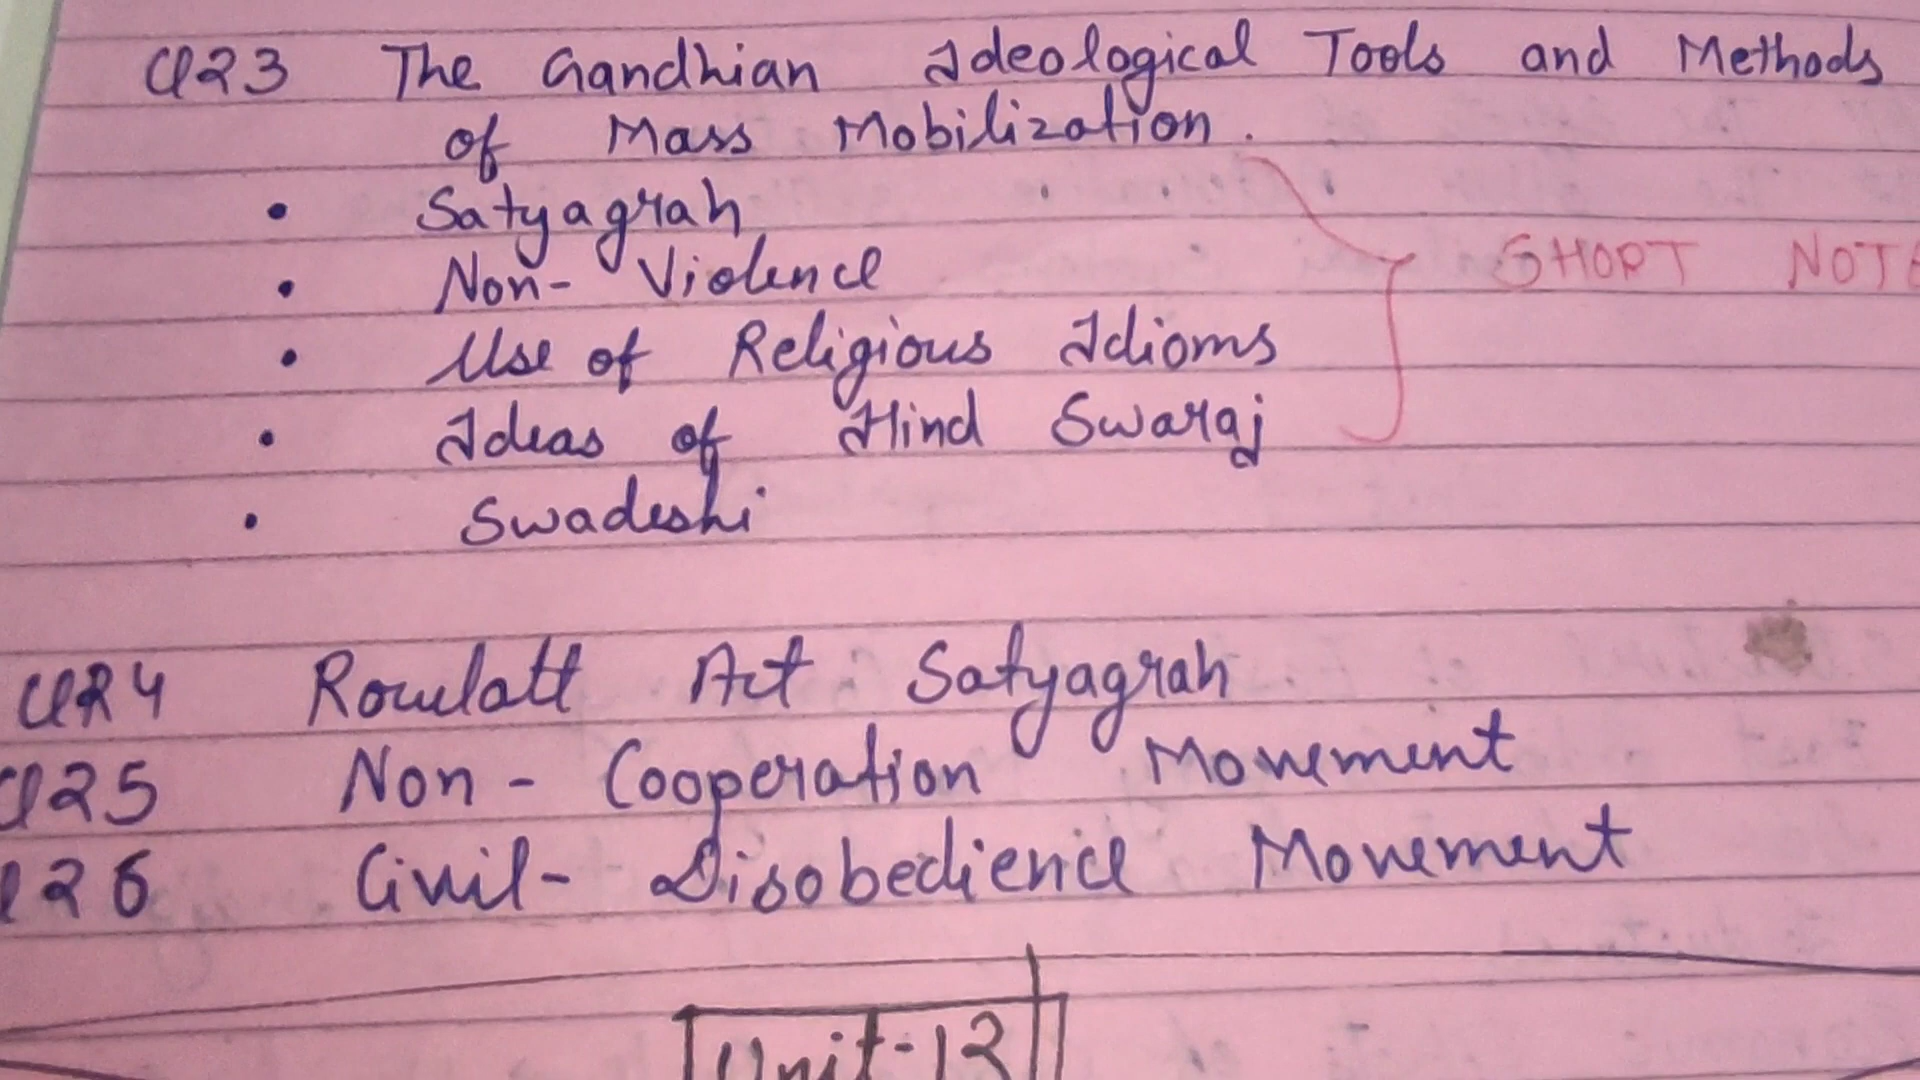 Q23 The Gandhian Ideological Tools and Methods
of Mass Mobilization.
• Satyagrah
• Non- Violence
SHORT NOTE
• Use of Religious Idioms
• Ideas of Hind Swaraj
• Swadeshi
Q24 Rowlatt Act Satyagrah
Q25 Non - Cooperation Movement
Q26 Civil- Disobedience Movement
Unit-12